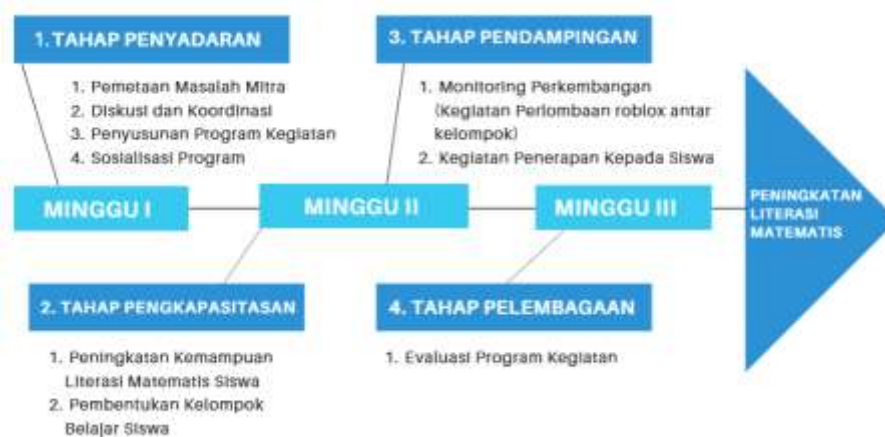 1. TAHAP PENYADARAN
1. Pemetaan Masalah Mitra
2. Diskusi dan Koordinasi
3. Penyusunan Program Kegiatan
4. Sosialisasi Program
3. TAHAP PENDAMPINGAN
1. Monitoring Perkembangan
(Kegiatan Perlombaan roblox antar
kelompok)
2. Kegiatan Penerapan Kepada Siswa
MINGGU I
MINGGU II
MINGGU III
PENINGKATAN
LITERASI
MATEMATIS
2. TAHAP PENGKAPASITASAN
1. Peningkatan Kemampuan
Literasi Matematis Siswa
2. Pembentukan Kelompok
Belajar Siswa
4. TAHAP PELEMBAGAAN
1. Evaluasi Program Kegiatan